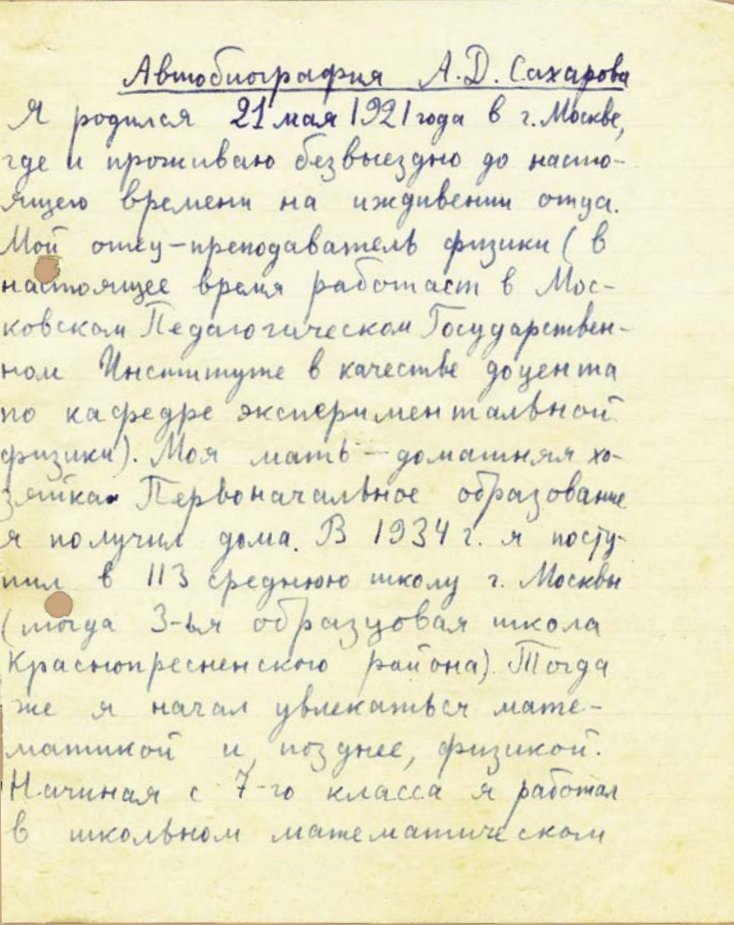 Автобиография А.Д. Сахарова
Я родился 21 мая 1921 года в г. Москве,
где и проживаю безвыездно до насто-
ящего времени на иждивении отца.
Мой отец – преподаватель физики (в
настоящее время работает в Мос-
ковском Педагогическом Государствен-
ном Институте в качестве доцента
по кафедре экспериментальной
физики). Моя мать – домашняя хо-
зяйка. Первоначальное образование
я получил дома. В 1934 г. я посту-
пил в 113 среднюю школу г. Москвы
(тогда 3-ья образцовая школа
Краснопресненского района). Тогда
же я начал увлекаться мате-
матикой и, позднее, физикой.
Начиная с 7-го класса я работал
в школьном математическом